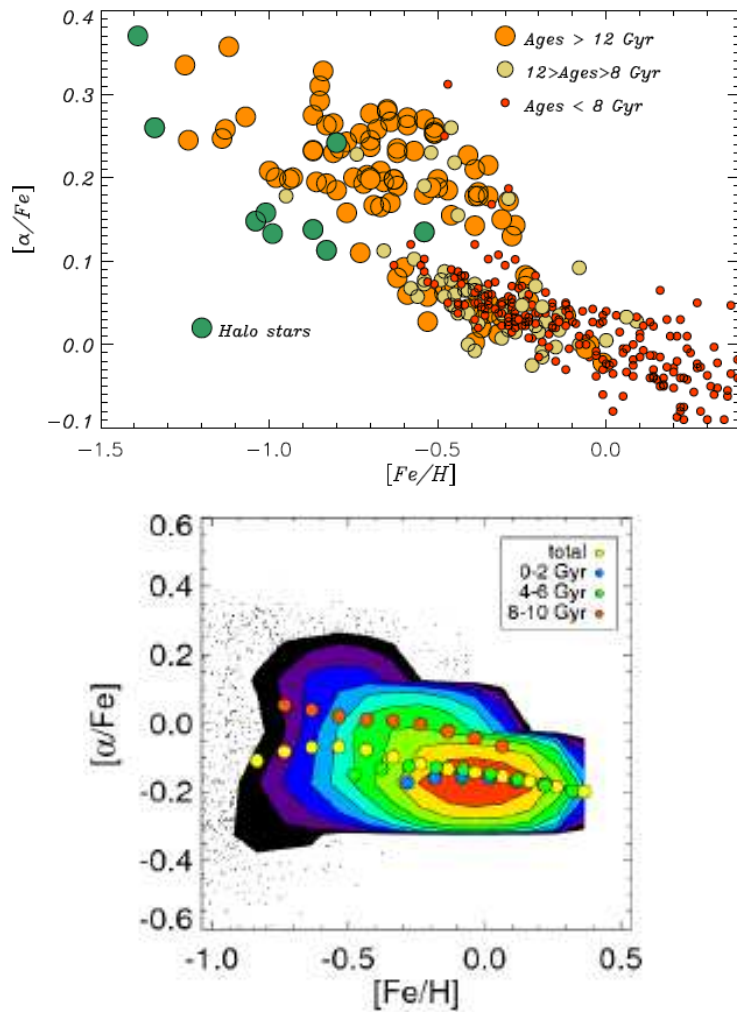 0.4
Ages > 12 Gyr
12>Ages>8 Gyr
0.3
Ages < 8 Gyr
0.2
[α/Fe]
0.1
Halo stars
0.0
−0.1
−1.5 −1.0 −0.5 0.0
[Fe/H]
0.6
total
0-2 Gyr
0.4
4-6 Gyr
8-10 Gyr
0.2
[α/Fe]
0.0
-0.2
-0.4
-0.6
-1.0 -0.5 0.0 0.5
[Fe/H]